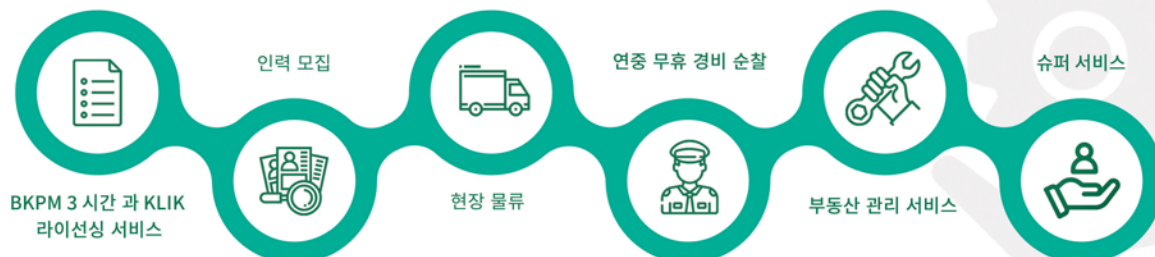 BKPM 3 시간 과 KLIK
라이선싱 서비스
인력 모집
현장 물류
연중 무휴 경비 순찰
부동산 관리 서비스
슈퍼 서비스